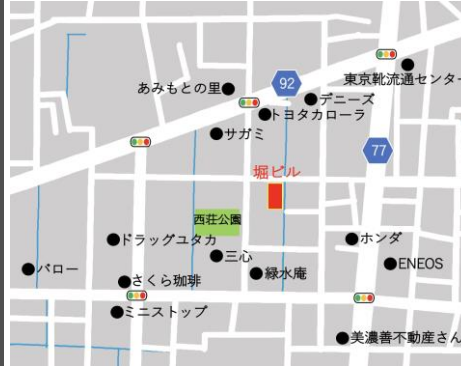 東京靴流通センター
92
あみもとの里
デニーズ
トヨタカローラ
サガミ
77
堀ビル
西荘公園
ドラッグユタカ
ホンダ
三心
バロー
緑水庵
ENEOS
さくら珈琲
ミニストップ
美濃善不動産さん